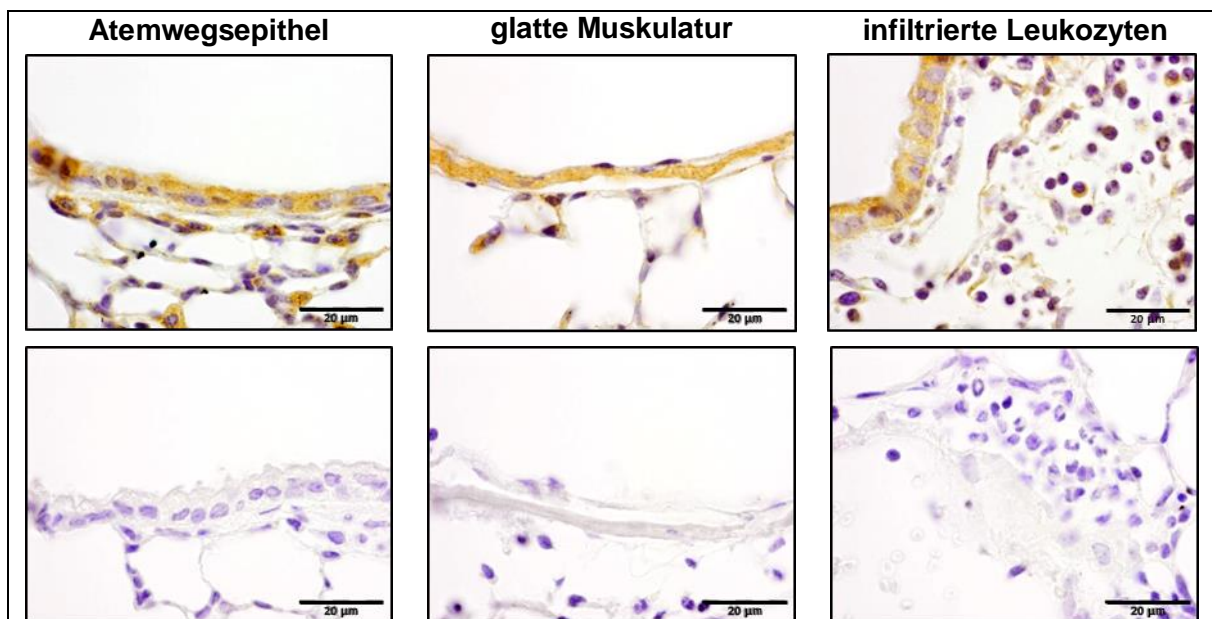 Atemwegsepithel glatte Muskulatur infiltrierte Leukozyten
20 µm 20 µm 20 µm
20 µm 20 µm 20 µm